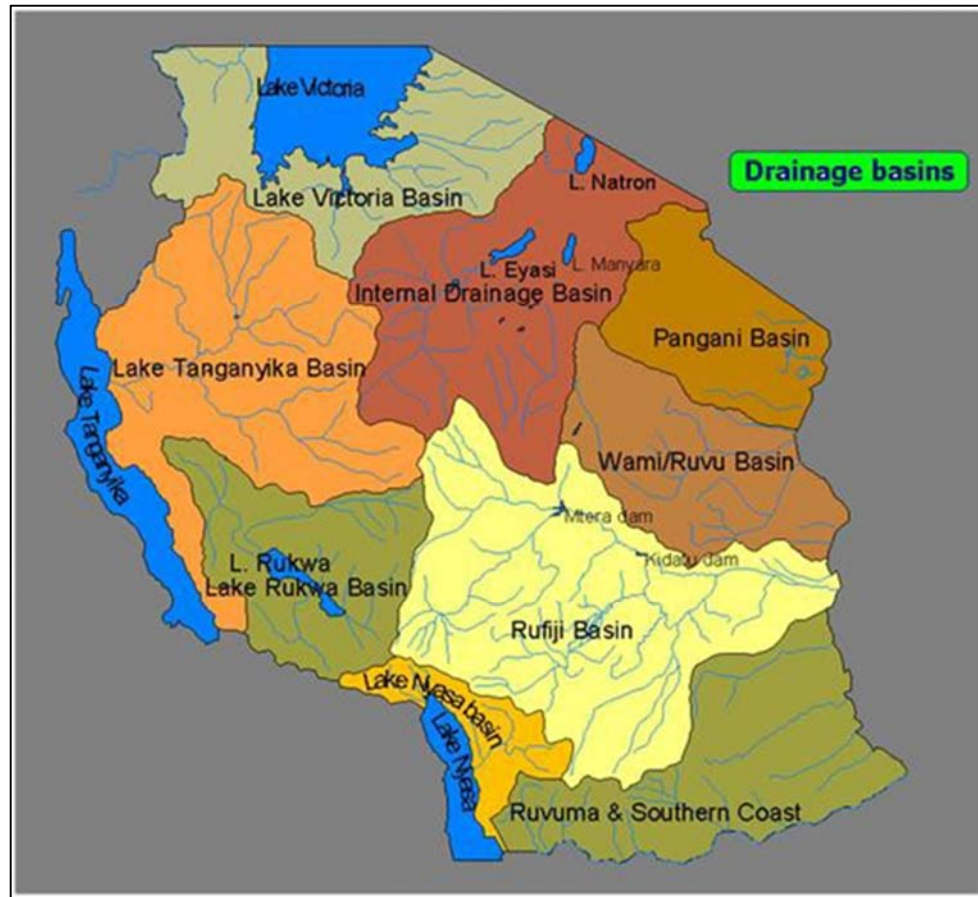 Lake Victoria
Drainage basins
L. Natron
Lake Victoria Basin
L. Eyasi
L. Manyara
Internal Drainage Basin
Pangani Basin
Lake Tanganyika Basin
Lake Tanganyika
Wami/Ruvu Basin
Mtera dam
Kidatu dam
L. Rukwa
Lake Rukwa Basin
Rufiji Basin
Lake Nyasa basin
Lake Nyasa
Ruvuma & Southern Coast